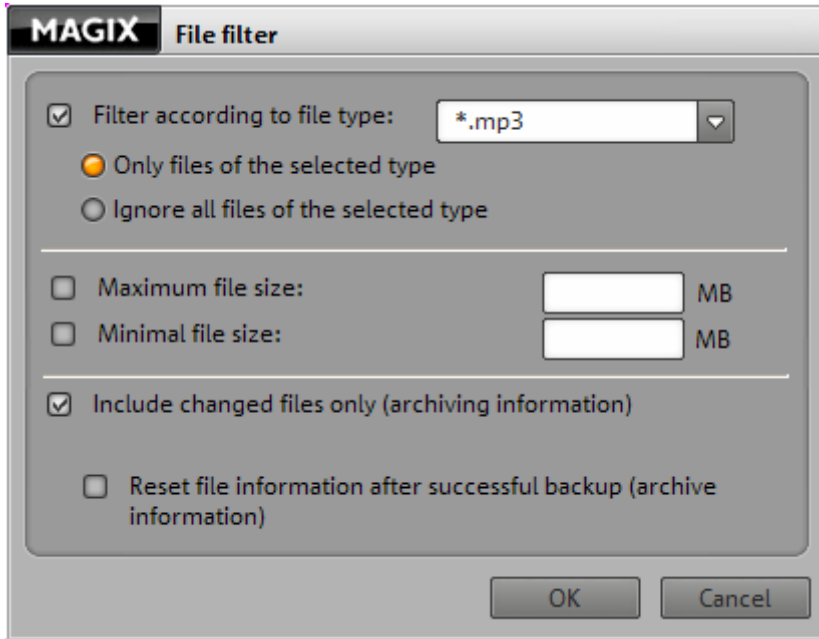 MAGIX File filter
Filter according to file type: *.mp3
Only files of the selected type
Ignore all files of the selected type
Maximum file size: MB
Minimal file size: MB
Include changed files only (archiving information)
Reset file information after successful backup (archive
information)
OK Cancel